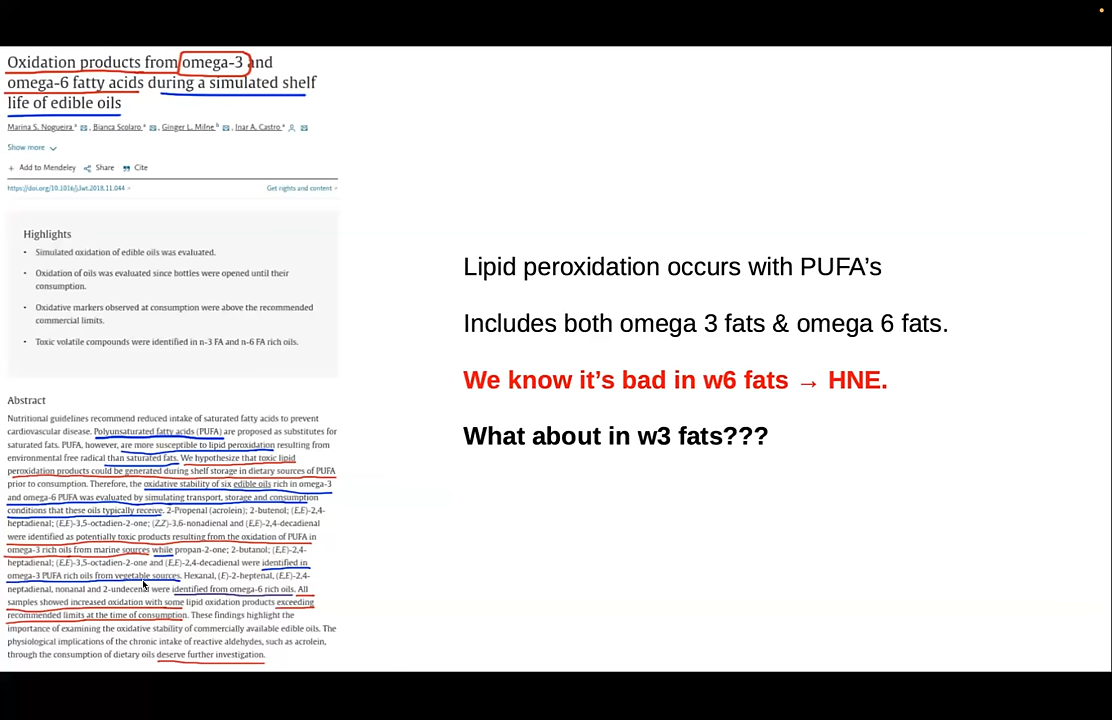 Oxidation products from omega-3 and
omega-6 fatty acids during a simulated shelf
life of edible oils
Marina S. Nogueira ª , Bianca Scolaro ª , Ginger L. Milne ᵇ , Inar A. Castro ª
Show more
+ Add to Mendeley Share Cite
https://doi.org/10.1016/j.lwt.2018.11.044
Get rights and content
Highlights
• Simulated oxidation of edible oils was evaluated.
• Oxidation of oils was evaluated since bottles were opened until their
consumption.
• Oxidative markers observed at consumption were above the recommended
commercial limits.
• Toxic volatile compounds were identified in n-3 FA and n-6 FA rich oils.
Abstract
Nutritional guidelines recommend reduced intake of saturated fatty acids to prevent
cardiovascular disease. Polyunsaturated fatty acids (PUFA) are proposed as substitutes for
saturated fats. PUFA, however, are more susceptible to lipid peroxidation resulting from
environmental free radical than saturated fats. We hypothesize that toxic lipid
peroxidation products could be generated during shelf storage in dietary sources of PUFA
prior to consumption. Therefore, the oxidative stability of six edible oils rich in omega-3
and omega-6 PUFA was evaluated by simulating transport, storage and consumption
conditions that these oils typically receive. 2-Propenal (acrolein); 2-butenol; (E,E)-2,4-
heptadienal; (E,E)-3,5-octadien-2-one; (Z,Z)-3,6-nonadienal and (E,E)-2,4-decadienal
were identified as potentially toxic products resulting from the oxidation of PUFA in
omega-3 rich oils from marine sources while propan-2-one; 2-butanol; (E,E)-2,4-
heptadienal; (E,E)-3,5-octadien-2-one and (E,E)-2,4-decadienal were identified in
omega-3 PUFA rich oils from vegetable sources. Hexanal, (E)-2-heptenal, (E,E)-2,4-
neptadienal, nonanal and 2-undecenal were identified from omega-6 rich oils. All
samples showed increased oxidation with some lipid oxidation products exceeding
recommended limits at the time of consumption. These findings highlight the
importance of examining the oxidative stability of commercially available edible oils. The
physiological implications of the chronic intake of reactive aldehydes, such as acrolein,
through the consumption of dietary oils deserve further investigation.
Lipid peroxidation occurs with PUFA's
Includes both omega 3 fats & omega 6 fats.
We know it's bad in w6 fats → HNE.
What about in w3 fats???